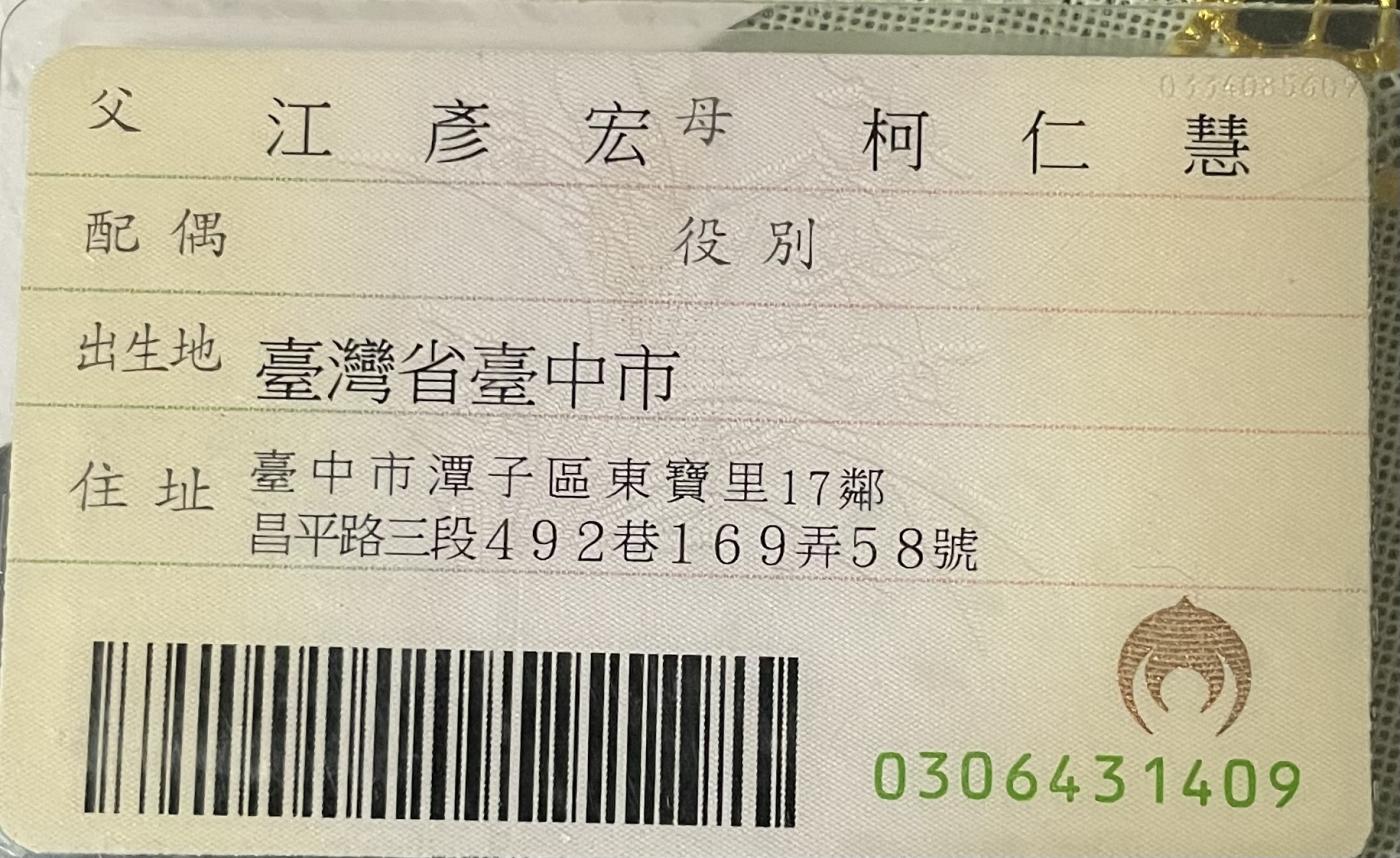 父 江彥宏 母 柯仁慧
配偶 役別
出生地 臺灣省臺中市
住址 臺中市潭子區東寶里17鄰
昌平路三段492巷169弄58號
0306431409